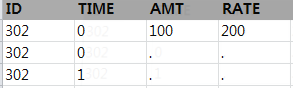 ID TIME AMT RATE
302 0 100 200
302 0 . .
302 1 . .